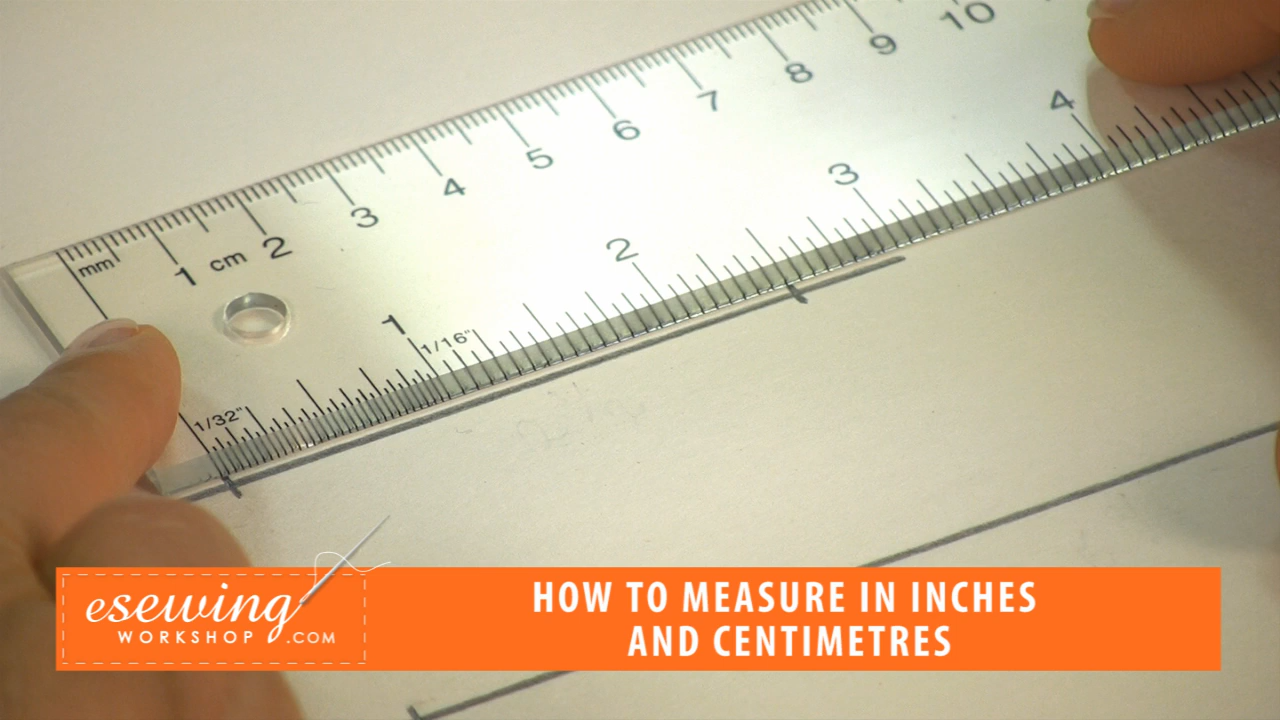 10
9
8
7
6
5
4
3
2
cm
1
mm
4
3
2
1
1/16"
1/32"
esewing
WORKSHOP .COM
HOW TO MEASURE IN INCHES
AND CENTIMETRES